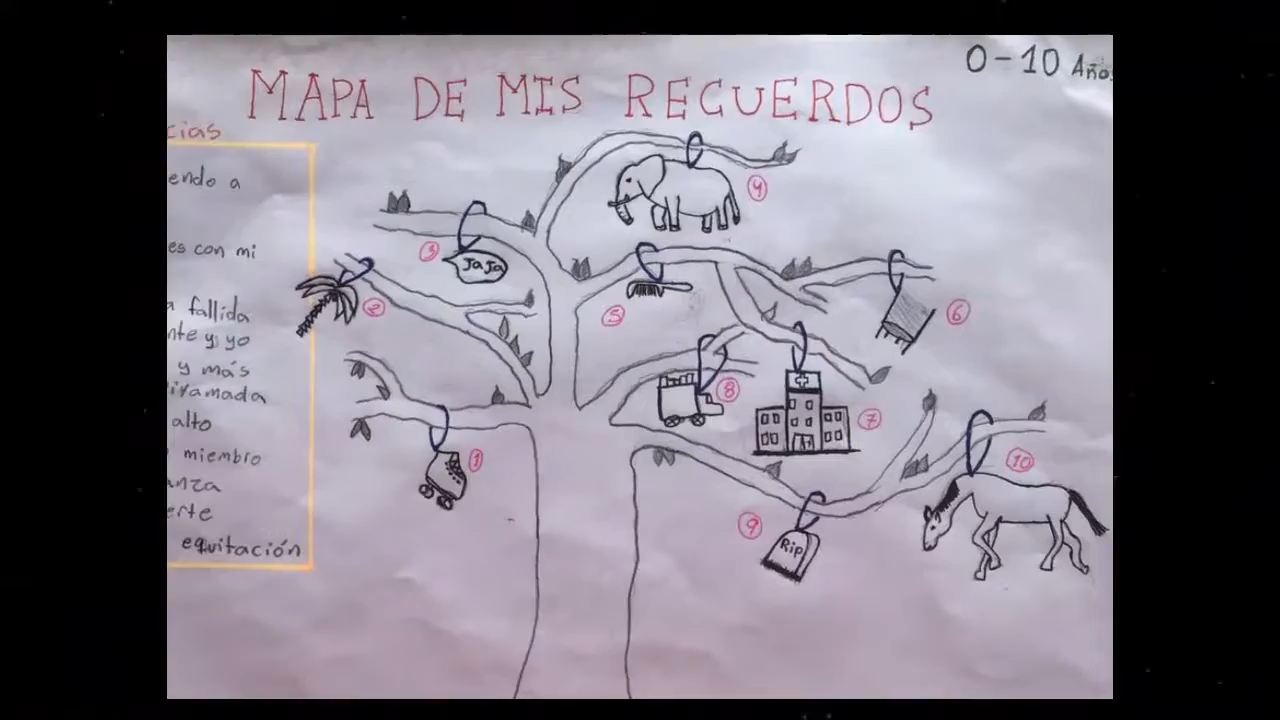 0-10 Años
MAPA DE MIS RECUERDOS
cias
endo a
es con mi
a fallida
nte y yo
y más
iramada
alto
miembro
anza
erte
equitación
4
3
JaJa
2
5
6
8
7
1
10
9
RiP